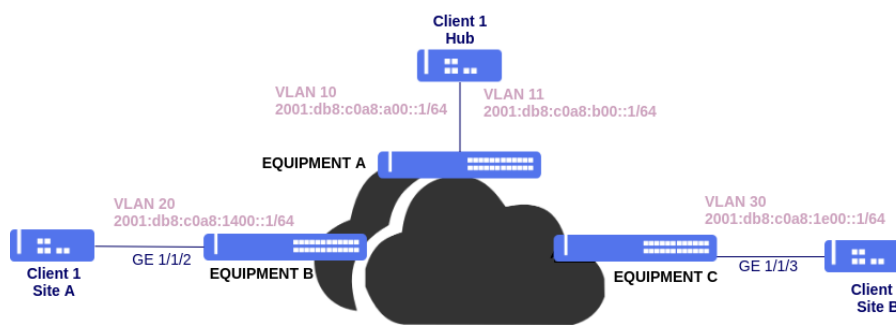 Client 1
Hub
VLAN 10
2001:db8:c0a8:a00::1/64
VLAN 11
2001:db8:c0a8:b00::1/64
EQUIPMENT A
VLAN 20
2001:db8:c0a8:1400::1/64
VLAN 30
2001:db8:c0a8:1e00::1/64
GE 1/1/2
EQUIPMENT B
Client 1
Site A
EQUIPMENT C
GE 1/1/3
Client
Site B